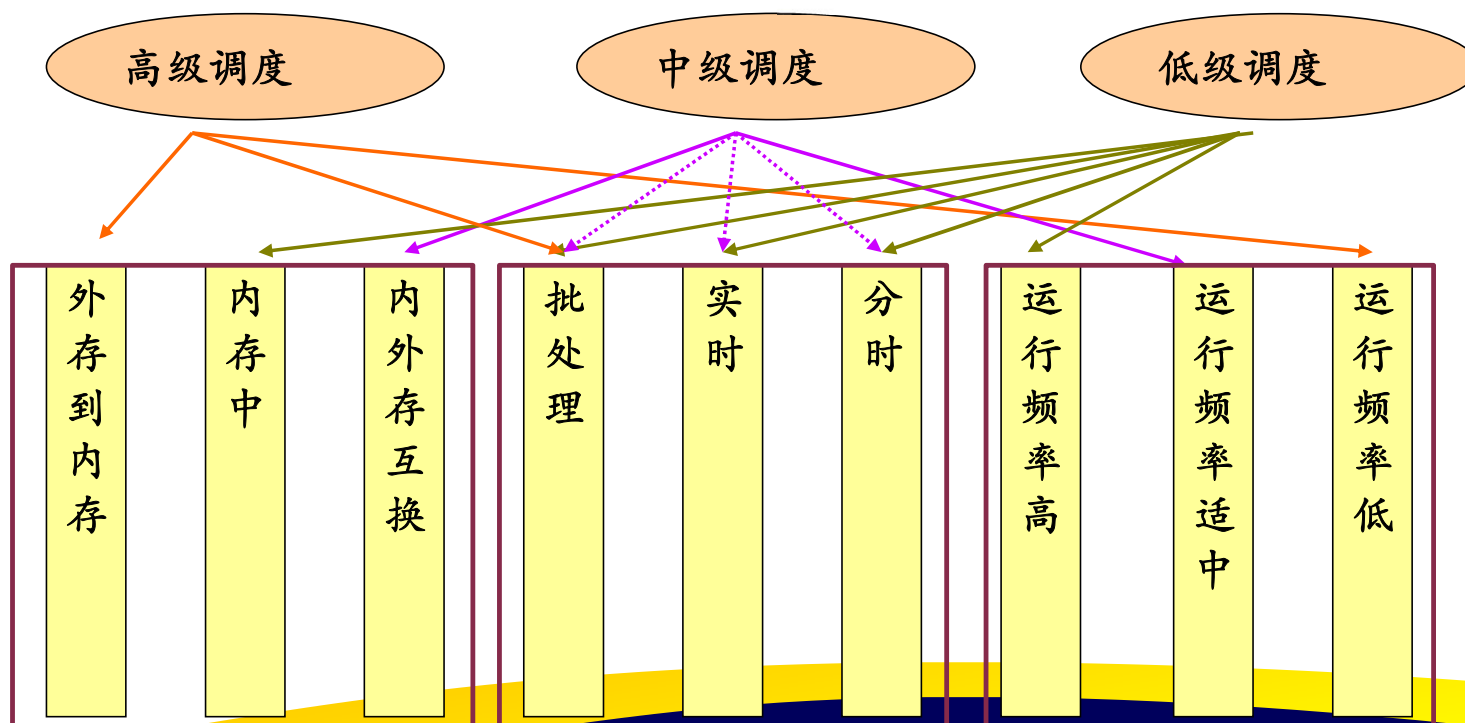 高级调度
中级调度
低级调度
外存到内存
内存中
内外存互换
批处理
实时
分时
运行频率高
运行频率适中
运行频率低